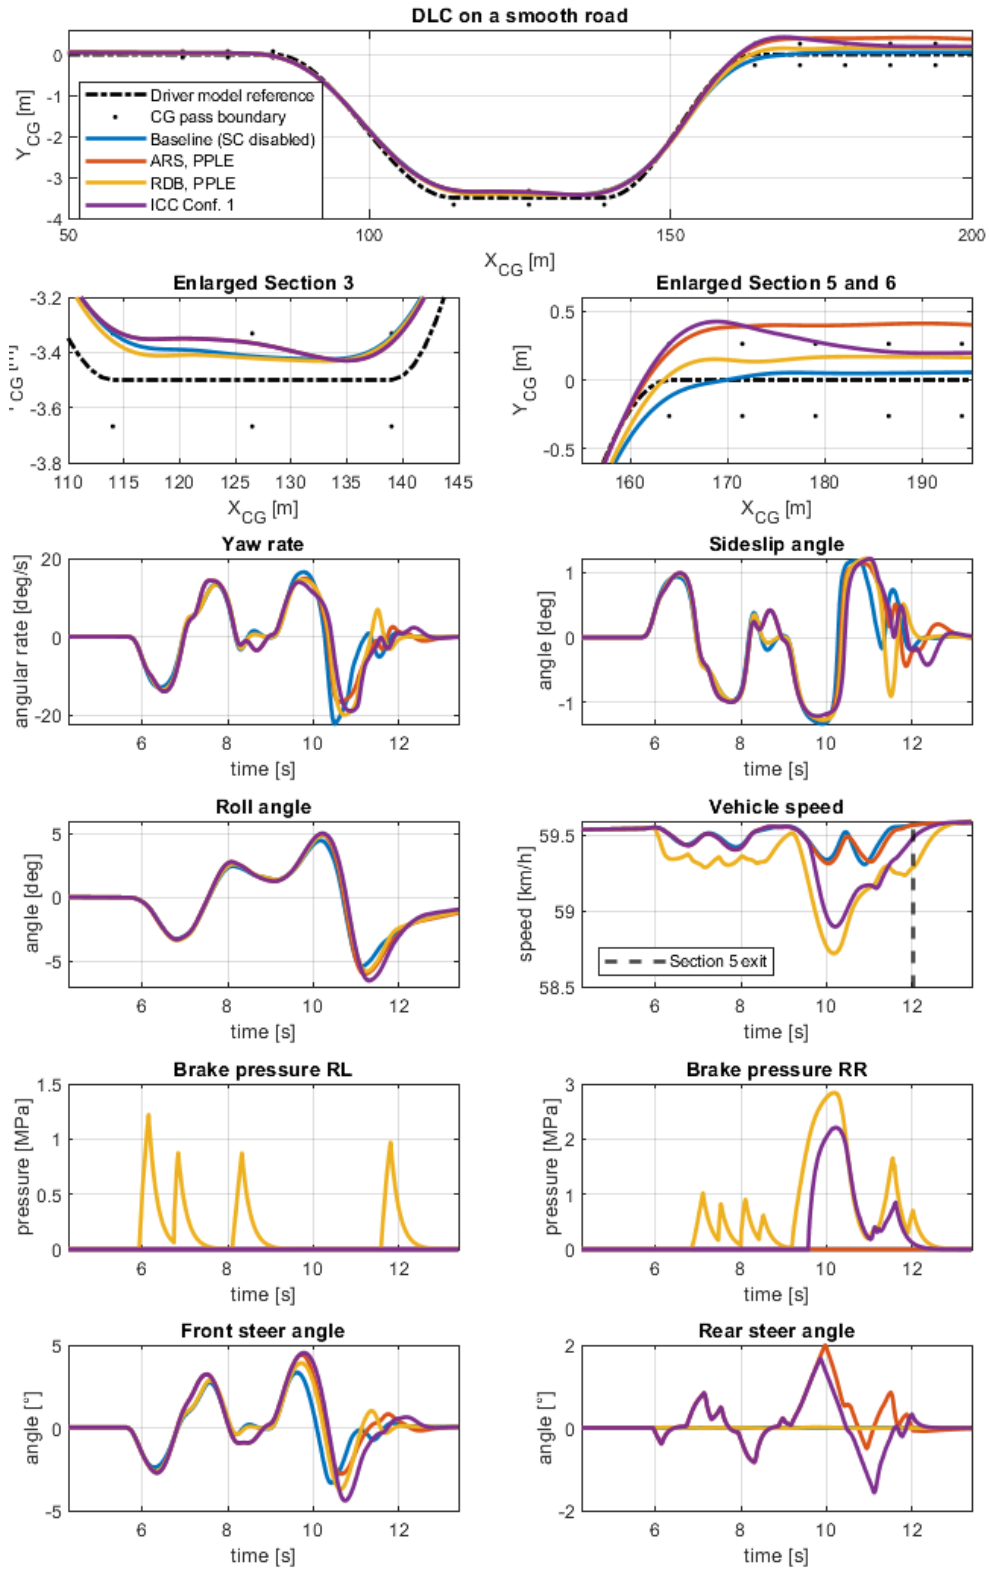 DLC on a smooth road
0
-1
-2
-3
-4
Y_CG [m]
Driver model reference
CG pass boundary
Baseline (SC disabled)
ARS, PPLE
RDB, PPLE
ICC Conf. 1
50 100 150 200
X_CG [m]
Enlarged Section 3
-3.2
-3.4
-3.6
-3.8
CG
110 115 120 125 130 135 140 145
X_CG [m]
Enlarged Section 5 and 6
0.5
0
-0.5
Y_CG [m]
160 170 180 190
X_CG [m]
Yaw rate
20
0
-20
angular rate [deg/s]
6 8 10 12
time [s]
Sideslip angle
1
0
-1
angle [deg]
6 8 10 12
time [s]
Roll angle
5
0
-5
angle [deg]
6 8 10 12
time [s]
Vehicle speed
59.5
59
58.5
speed [km/h]
Section 5 exit
6 8 10 12
time [s]
Brake pressure RL
1.5
1
0.5
0
pressure [MPa]
6 8 10 12
time [s]
Brake pressure RR
3
2
1
0
pressure [MPa]
6 8 10 12
time [s]
Front steer angle
5
0
-5
angle [°]
6 8 10 12
time [s]
Rear steer angle
2
0
-2
angle [°]
6 8 10 12
time [s]